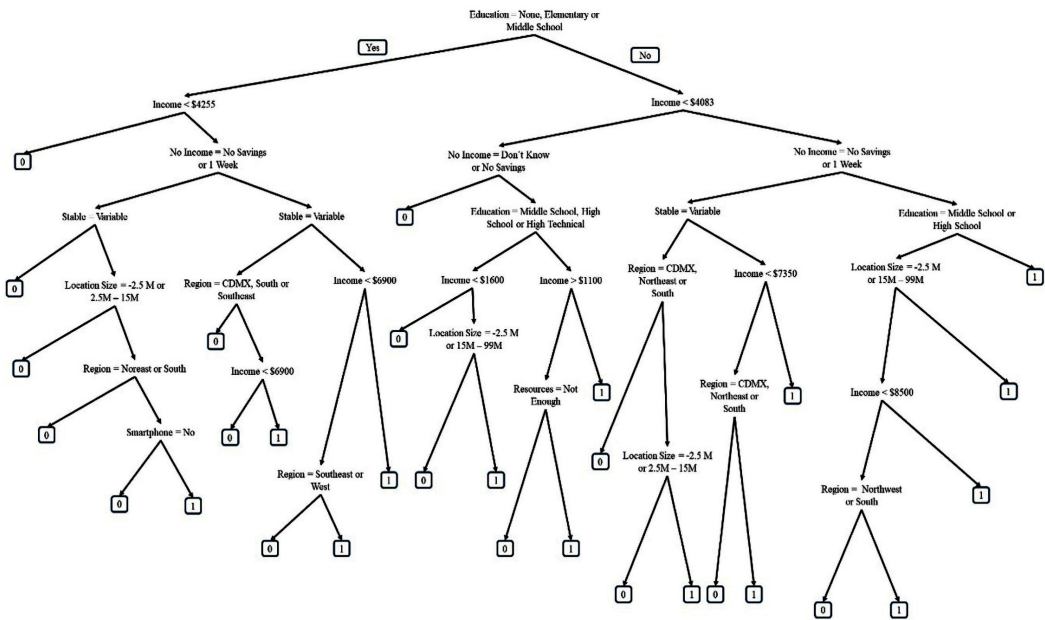 Education = None, Elementary or
Middle School
Yes
No
Income < $4255
Income < $4083
0
No Income = No Savings
or 1 Week
No Income = Don´t Know
or No Savings
No Income = No Savings
or 1 Week
Stable = Variable
Stable = Variable
0
Education = Middle School, High
School or High Technical
Stable = Variable
Education = Middle School or
High School
0
Location Size = -2.5 M or
2.5M – 15M
Region = CDMX, South or
Southeast
Income < $6900
Income < $1600
Income > $1100
Region = CDMX,
Northeast or
South
Income < $7350
Location Size = -2.5 M
or 15M – 99M
1
0
Region = Noreast or South
0
Income < $6900
0
Location Size = -2.5 M
or 15M – 99M
Resources = Not
Enough
1
Region = CDMX,
Northeast or
South
1
Income < $8500
1
0
Smartphone = No
0
1
0
1
Region = Southeast or
West
1
0
1
0
1
0
1
0
1
0
Location Size = -2.5 M
or 2.5M – 15M
0
1
0
1
Region = Northwest
or South
1
0
1